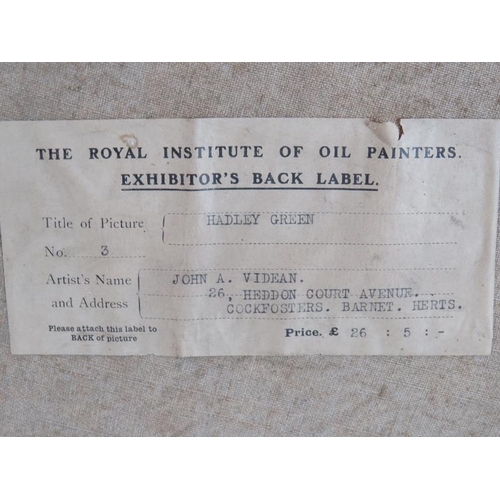 THE ROYAL INSTITUTE OF OIL PAINTERS.
EXHIBITOR'S BACK LABEL.
Title of Picture HADLEY GREEN
No. 3
Artist's Name JOHN A. VIDEAN.
and Address 26, HEDDON COURT AVENUE.
COCKFOSTERS. BARNET. HERTS.
Please attach this label to
BACK of picture
Price. £ 26 : 5 : -